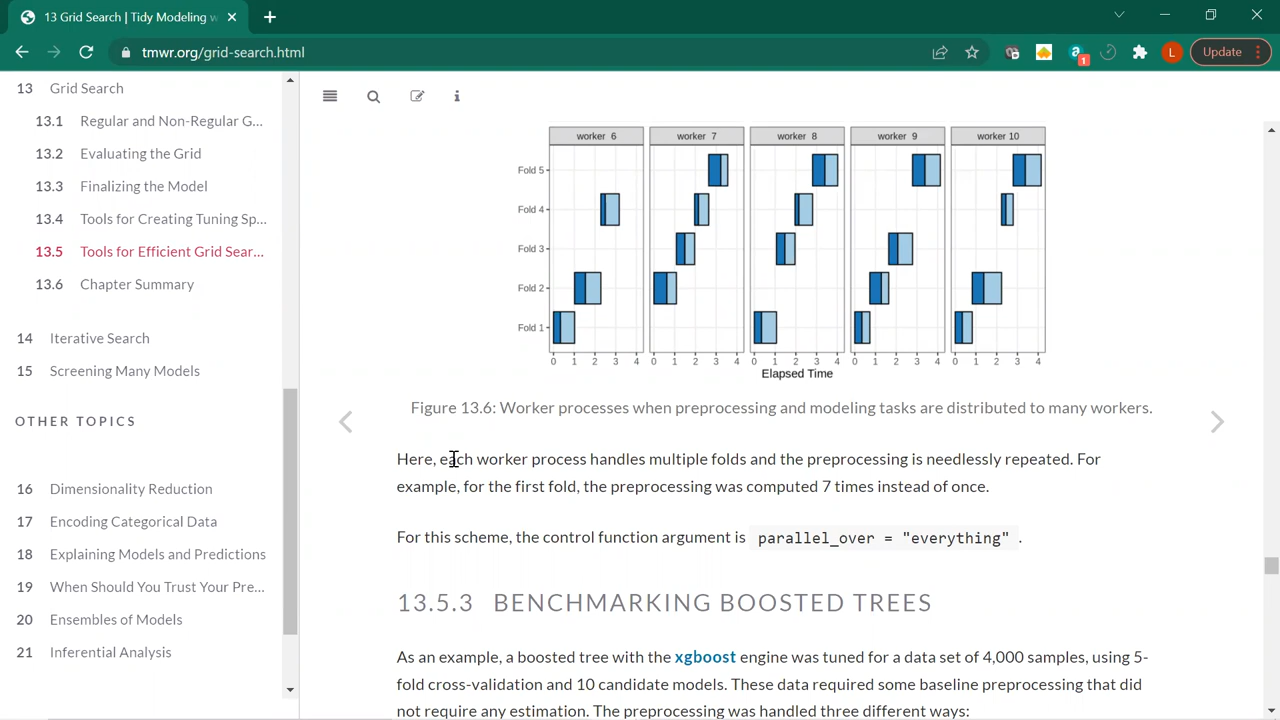 13 Grid Search | Tidy Modeling w
tmwr.org/grid-search.html
1
L
Update
13 Grid Search
13.1 Regular and Non-Regular G...
13.2 Evaluating the Grid
13.3 Finalizing the Model
13.4 Tools for Creating Tuning Sp...
13.5 Tools for Efficient Grid Sear...
13.6 Chapter Summary
14 Iterative Search
15 Screening Many Models
OTHER TOPICS
16 Dimensionality Reduction
17 Encoding Categorical Data
18 Explaining Models and Predictions
19 When Should You Trust Your Pre...
20 Ensembles of Models
21 Inferential Analysis
worker 6 worker 7 worker 8 worker 9 worker 10
Fold 5
Fold 4
Fold 3
Fold 2
Fold 1
0 1 2 3 4 0 1 2 3 4 0 1 2 3 4 0 1 2 3 4 0 1 2 3 4
Elapsed Time
Figure 13.6: Worker processes when preprocessing and modeling tasks are distributed to many workers.
Here, each worker process handles multiple folds and the preprocessing is needlessly repeated. For
example, for the first fold, the preprocessing was computed 7 times instead of once.
For this scheme, the control function argument is parallel_over = "everything" .
13.5.3 BENCHMARKING BOOSTED TREES
As an example, a boosted tree with the xgboost engine was tuned for a data set of 4,000 samples, using 5-
fold cross-validation and 10 candidate models. These data required some baseline preprocessing that did
not require any estimation. The preprocessing was handled three different ways: